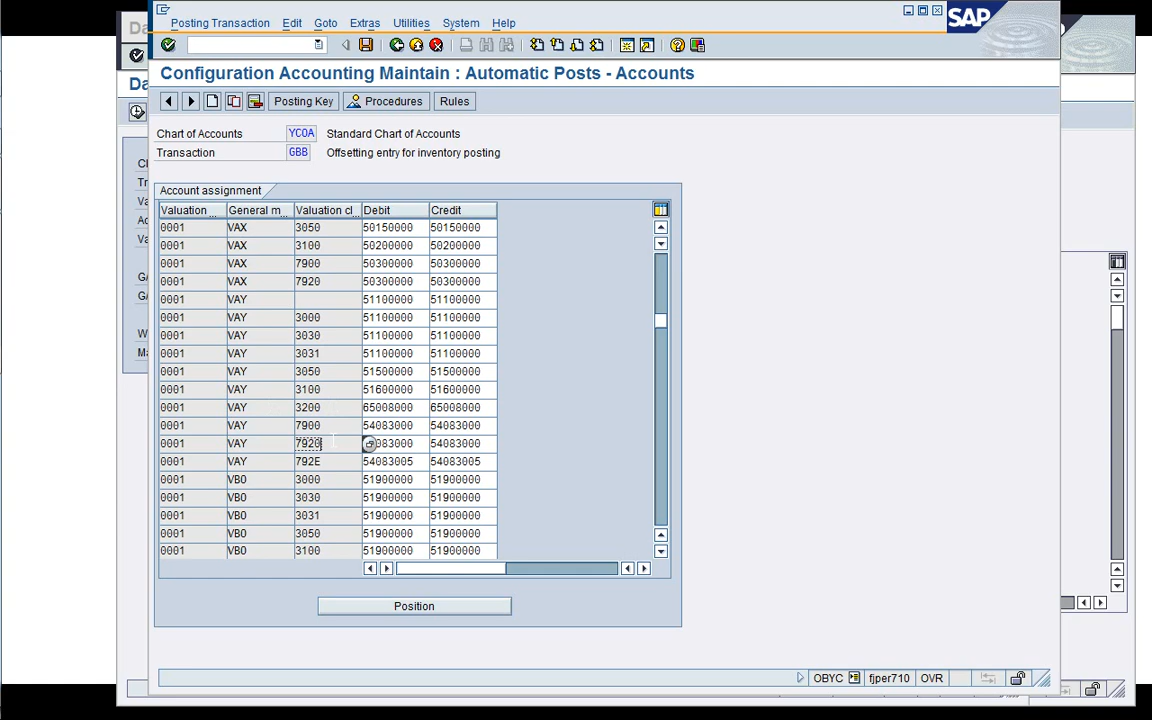 Posting Transaction Edit Goto Extras Utilities System Help
SAP
Configuration Accounting Maintain : Automatic Posts - Accounts
Da
Posting Key Procedures Rules
Chart of Accounts YCOA Standard Chart of Accounts
Transaction GBB Offsetting entry for inventory posting
Account assignment
Valuation ... General m... Valuation cl... Debit Credit
0001 VAX 3050 50150000 50150000
0001 VAX 3100 50200000 50200000
0001 VAX 7900 50300000 50300000
0001 VAX 7920 50300000 50300000
0001 VAY 51100000 51100000
0001 VAY 3000 51100000 51100000
0001 VAY 3030 51100000 51100000
0001 VAY 3031 51100000 51100000
0001 VAY 3050 51500000 51500000
0001 VAY 3100 51600000 51600000
0001 VAY 3200 65008000 65008000
0001 VAY 7900 54083000 54083000
0001 VAY 7920 083000 54083000
0001 VAY 792E 54083005 54083005
0001 VBO 3000 51900000 51900000
0001 VBO 3030 51900000 51900000
0001 VBO 3031 51900000 51900000
0001 VBO 3050 51900000 51900000
0001 VBO 3100 51900000 51900000
Position
OBYC fjper710 OVR